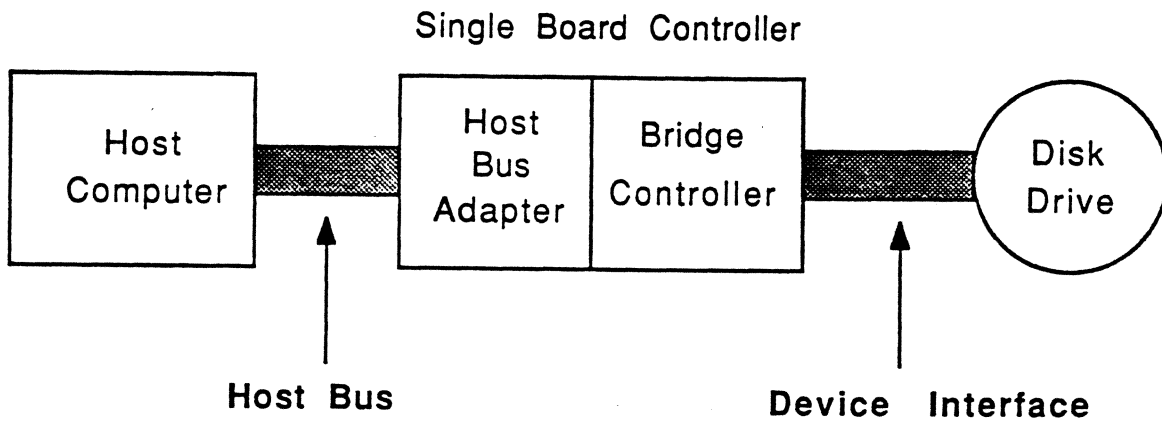 Single Board Controller
Host
Computer
Host
Bus
Adapter
Bridge
Controller
Disk
Drive
Host Bus
Device Interface